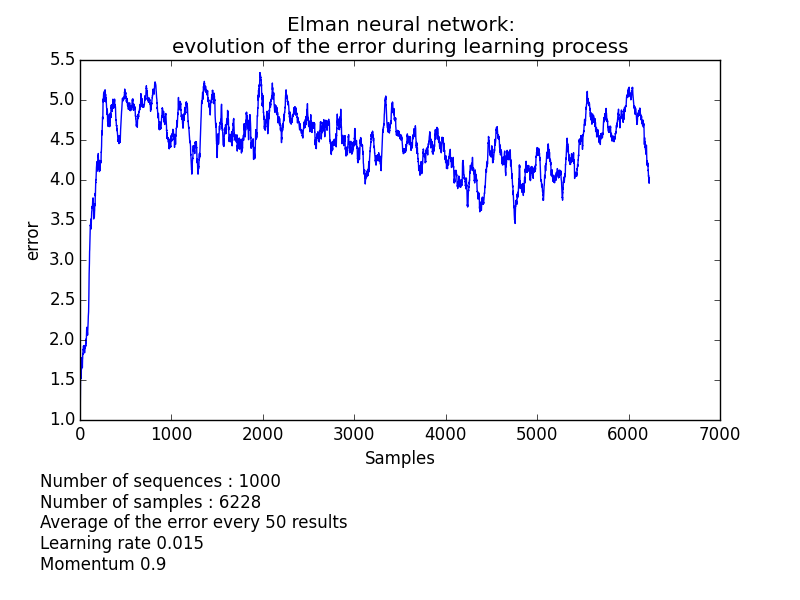 Elman neural network:
evolution of the error during learning process
5.5
5.0
4.5
4.0
3.5
3.0
2.5
2.0
1.5
1.0
error
0 1000 2000 3000 4000 5000 6000 7000
Samples
Number of sequences : 1000
Number of samples : 6228
Average of the error every 50 results
Learning rate 0.015
Momentum 0.9